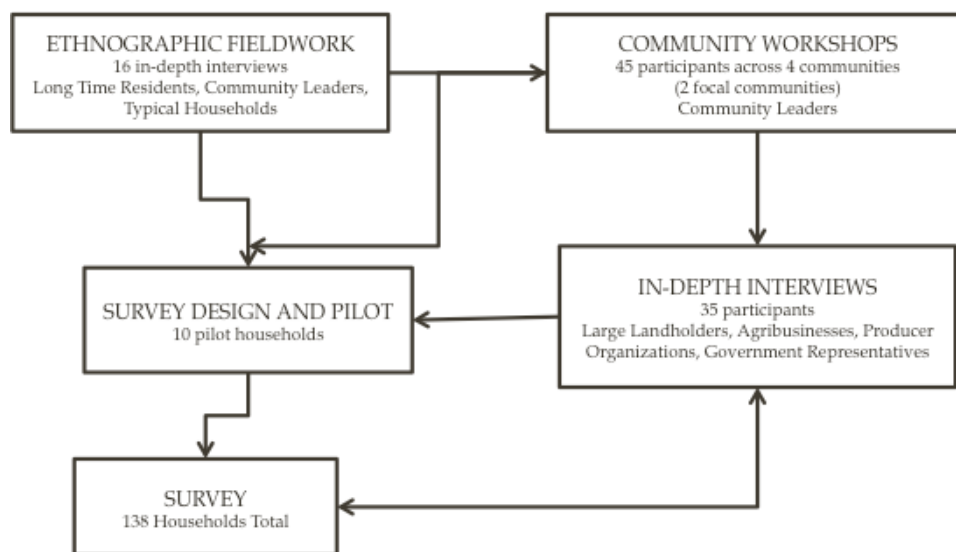 ETHNOGRAPHIC FIELDWORK
16 in-depth interviews
Long Time Residents, Community Leaders,
Typical Households
COMMUNITY WORKSHOPS
45 participants across 4 communities
(2 focal communities)
Community Leaders
SURVEY DESIGN AND PILOT
10 pilot households
IN-DEPTH INTERVIEWS
35 participants
Large Landholders, Agribusinesses, Producer
Organizations, Government Representatives
SURVEY
138 Households Total